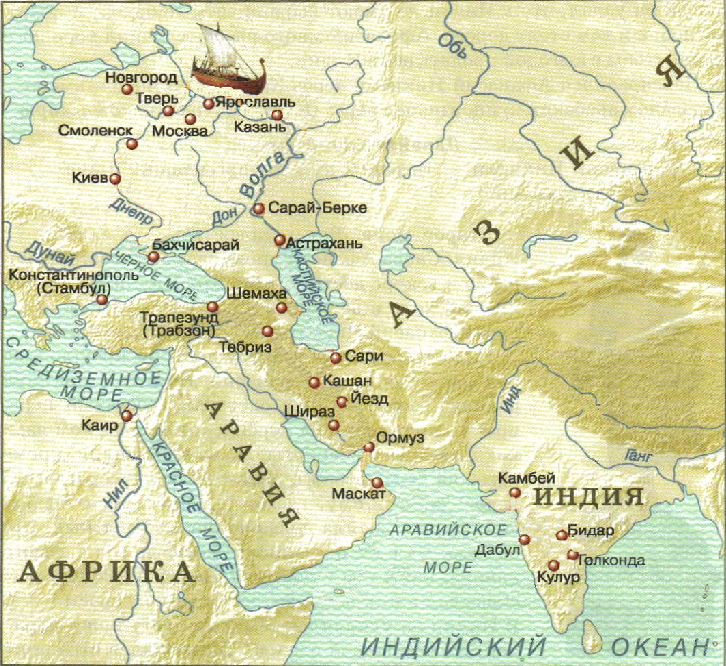 Обь
Новгород
Тверь
Ярославль
Смоленск
Москва
Казань
Киев
Волга
Днепр
Дон
Сарай-Берке
Дунай
Бахчисарай
Астрахань
ЧЕРНОЕ МОРЕ
КАСПИЙСКОЕ
МОРЕ
Константинополь
(Стамбул)
Шемаха
Трапезунд
(Трабзон)
Тебриз
Сари
СРЕДИЗЕМНОЕ
МОРЕ
Кашан
Йезд
Шираз
Каир
Ормуз
Маскат
АРАВИЯ
КРАСНОЕ МОРЕ
Нил
АФРИКА
АЗИЯ
Инд
Ганг
Камбей
ИНДИЯ
АРАВИЙСКОЕ
МОРЕ
Дабул
Бидар
Голконда
Кулур
ИНДИЙСКИЙ ОКЕАН